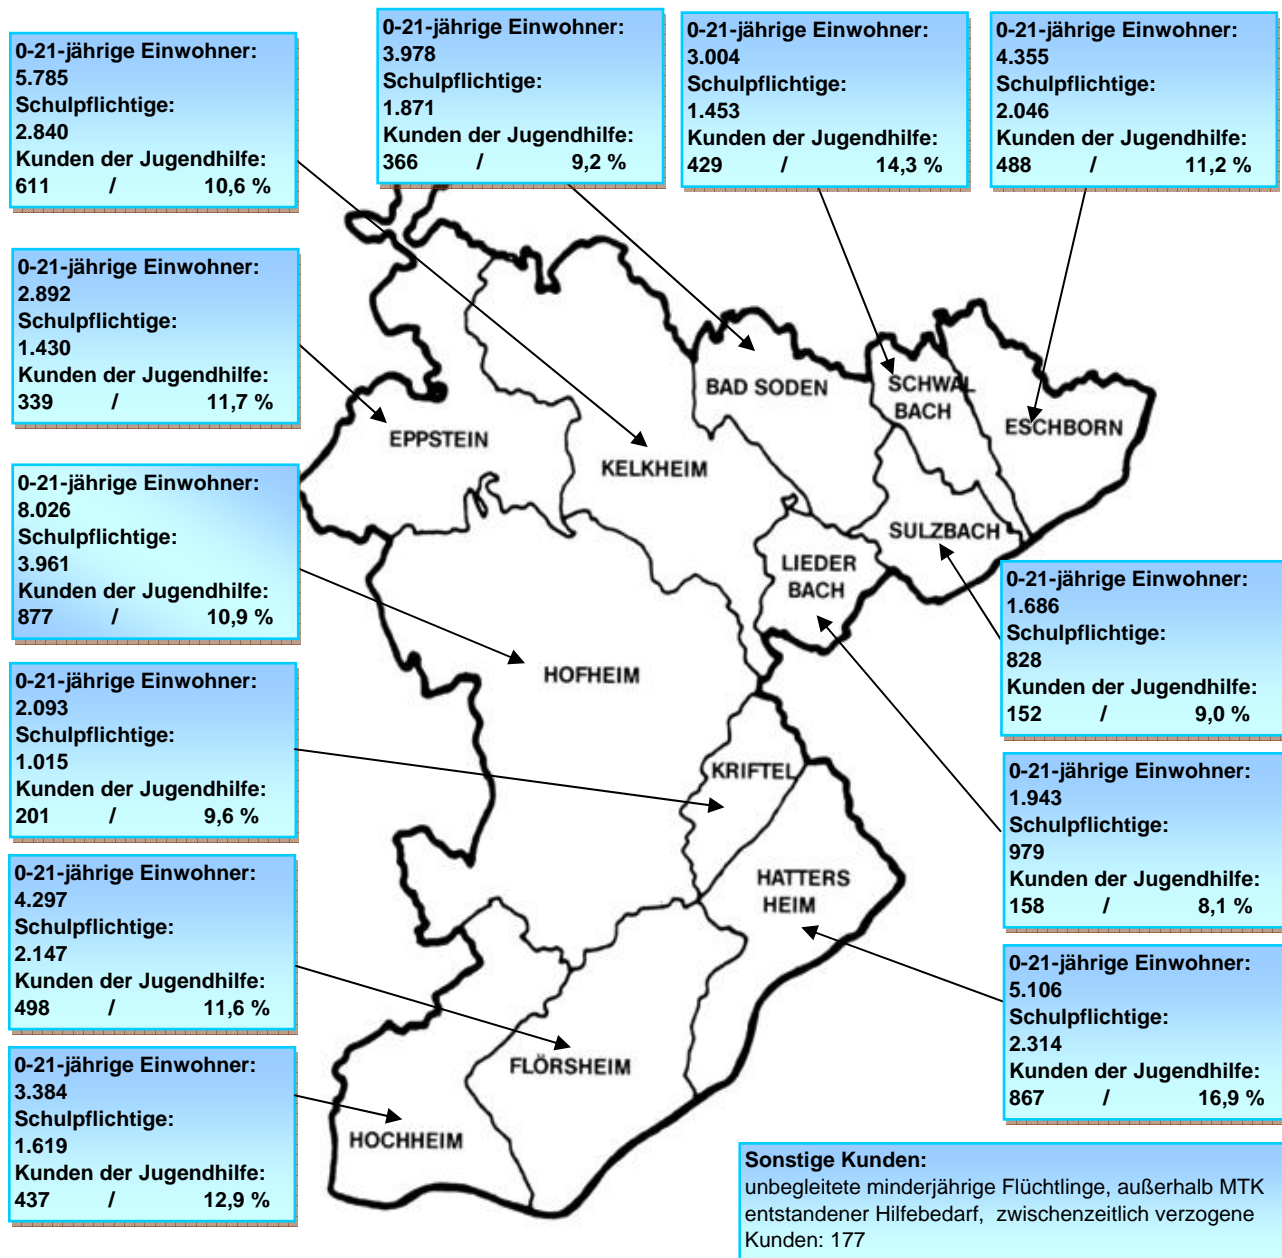 0-21-jährige Einwohner:
5.785
Schulpflichtige:
2.840
Kunden der Jugendhilfe:
611 / 10,6 %
0-21-jährige Einwohner:
3.978
Schulpflichtige:
1.871
Kunden der Jugendhilfe:
366 / 9,2 %
0-21-jährige Einwohner:
3.004
Schulpflichtige:
1.453
Kunden der Jugendhilfe:
429 / 14,3 %
0-21-jährige Einwohner:
4.355
Schulpflichtige:
2.046
Kunden der Jugendhilfe:
488 / 11,2 %
0-21-jährige Einwohner:
2.892
Schulpflichtige:
1.430
Kunden der Jugendhilfe:
339 / 11,7 %
0-21-jährige Einwohner:
8.026
Schulpflichtige:
3.961
Kunden der Jugendhilfe:
877 / 10,9 %
0-21-jährige Einwohner:
2.093
Schulpflichtige:
1.015
Kunden der Jugendhilfe:
201 / 9,6 %
0-21-jährige Einwohner:
4.297
Schulpflichtige:
2.147
Kunden der Jugendhilfe:
498 / 11,6 %
0-21-jährige Einwohner:
3.384
Schulpflichtige:
1.619
Kunden der Jugendhilfe:
437 / 12,9 %
BAD SODEN
SCHWAL
BACH
ESCHBORN
EPPSTEIN
KELKHEIM
SULZBACH
LIEDER
BACH
HOFHEIM
KRIFTEL
HATTERS
HEIM
FLÖRSHEIM
HOCHHEIM
0-21-jährige Einwohner:
1.686
Schulpflichtige:
828
Kunden der Jugendhilfe:
152 / 9,0 %
0-21-jährige Einwohner:
1.943
Schulpflichtige:
979
Kunden der Jugendhilfe:
158 / 8,1 %
0-21-jährige Einwohner:
5.106
Schulpflichtige:
2.314
Kunden der Jugendhilfe:
867 / 16,9 %
Sonstige Kunden:
unbegleitete minderjährige Flüchtlinge, außerhalb MTK
entstandener Hilfebedarf, zwischenzeitlich verzogene
Kunden: 177